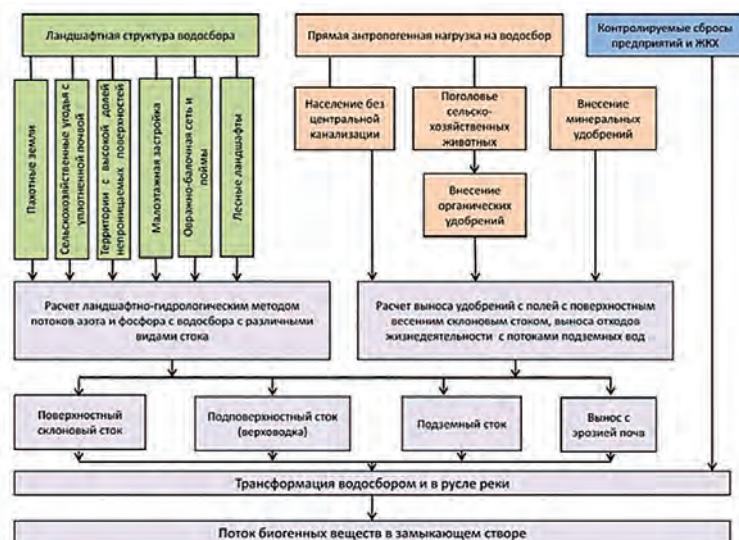 Ландшафтная структура водосбора
Прямая антропогенная нагрузка на водосбор
Контролируемые сбросы
предприятий и ЖКХ
Пахотные земли
Сельскохозяйственные угодья с
уплотненной почвой
Территории с высокой долей
непроницаемых поверхностей
Малоэтажная застройка
Овражно-балочная сеть и
поймы
Лесные ландшафты
Население без
центральной
канализации
Поголовье
сельско-
хозяйственных
животных
Внесение
минеральных
удобрений
Внесение
органических
удобрений
Расчет ландшафтно-гидрологическим методом
потоков азота и фосфора с водосбора с различными
видами стока
Расчет выноса удобрений с полей с поверхностным
весенним склоновым стоком, выноса отходов
жизнедеятельности с потоками подземных вод
Поверхностный
склоновый сток
Подповерхностный сток
(верховодка)
Подземный сток
Вынос с
эрозией почв
Трансформация водосбором и в русле реки
Поток биогенных веществ в замыкающем створе